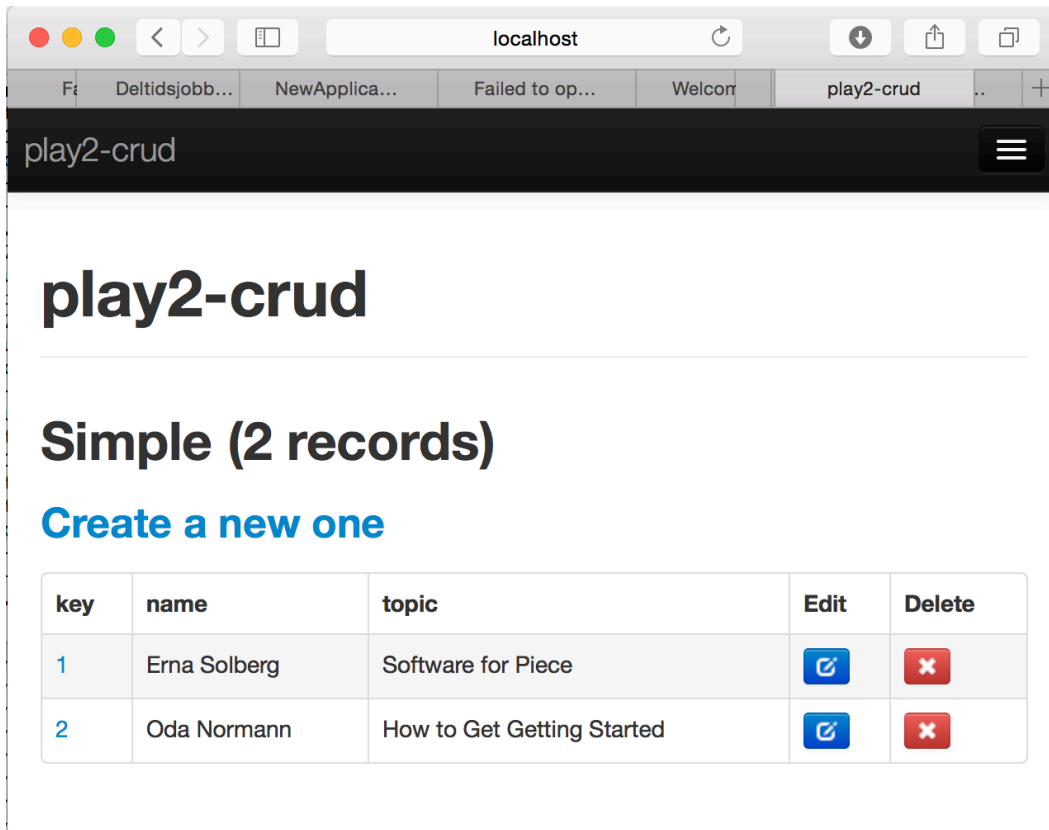 localhost
Deltidsjobb... NewApplica... Failed to op... Welcom play2-crud ..
play2-crud
play2-crud
Simple (2 records)
Create a new one
key name topic Edit Delete
1 Erna Solberg Software for Piece
2 Oda Normann How to Get Getting Started